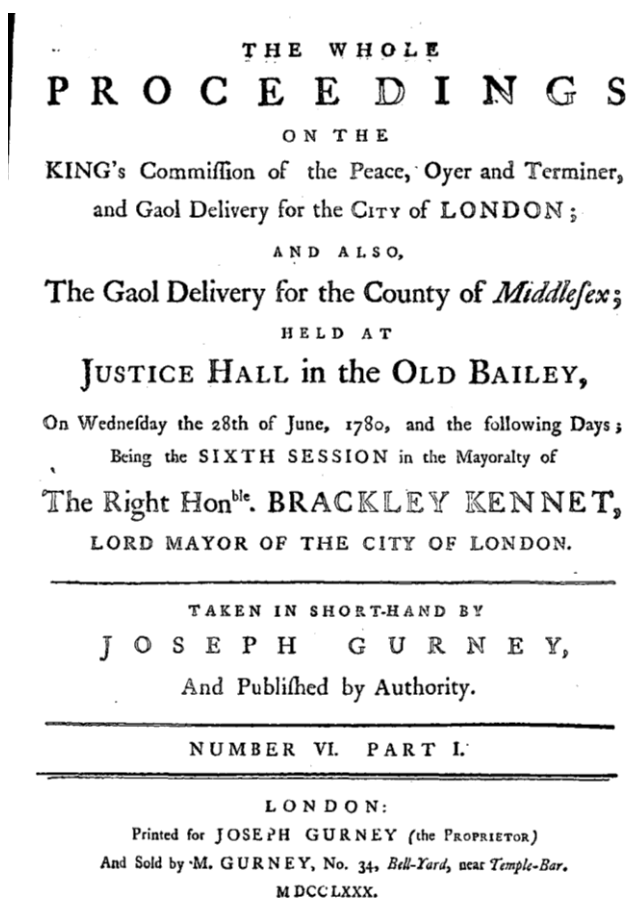 THE WHOLE
PROCEEDINGS
ON THE
KING's Commiſſion of the Peace, Oyer and Terminer,
and Gaol Delivery for the CITY of LONDON;
AND ALSO,
The Gaol Delivery for the County of Middleſex;
HELD AT
JUSTICE HALL in the OLD BAILEY,
On Wedneſday the 28th of June, 1780, and the following Days;
Being the SIXTH SESSION in the Mayoralty of
The Right Honble. BRACKLEY KENNET,
LORD MAYOR OF THE CITY OF LONDON.
TAKEN IN SHORT-HAND BY
JOSEPH GURNEY,
And Publiſhed by Authority.
NUMBER VI. PART I.
LONDON:
Printed for JOSEPH GURNEY (the PROPRIETOR)
And Sold by M. GURNEY, No. 34, Bell-Yard, near Temple-Bar.
MDCCLXXX.